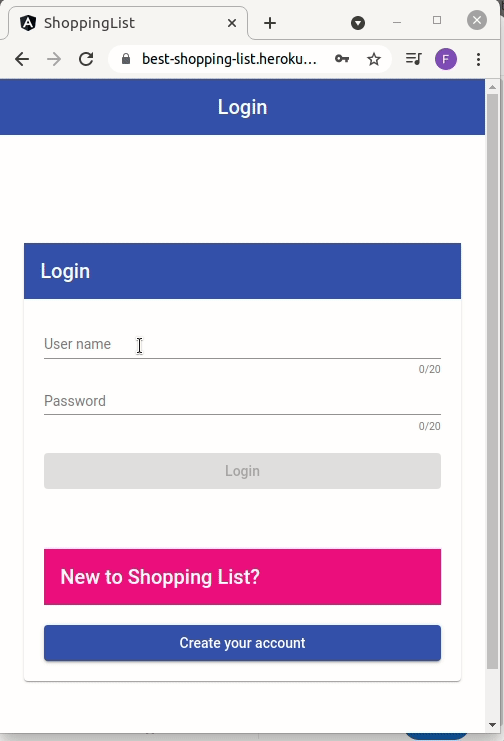 ShoppingList
best-shopping-list.heroku...
F
Login
Login
User name
0/20
Password
0/20
Login
New to Shopping List?
Create your account